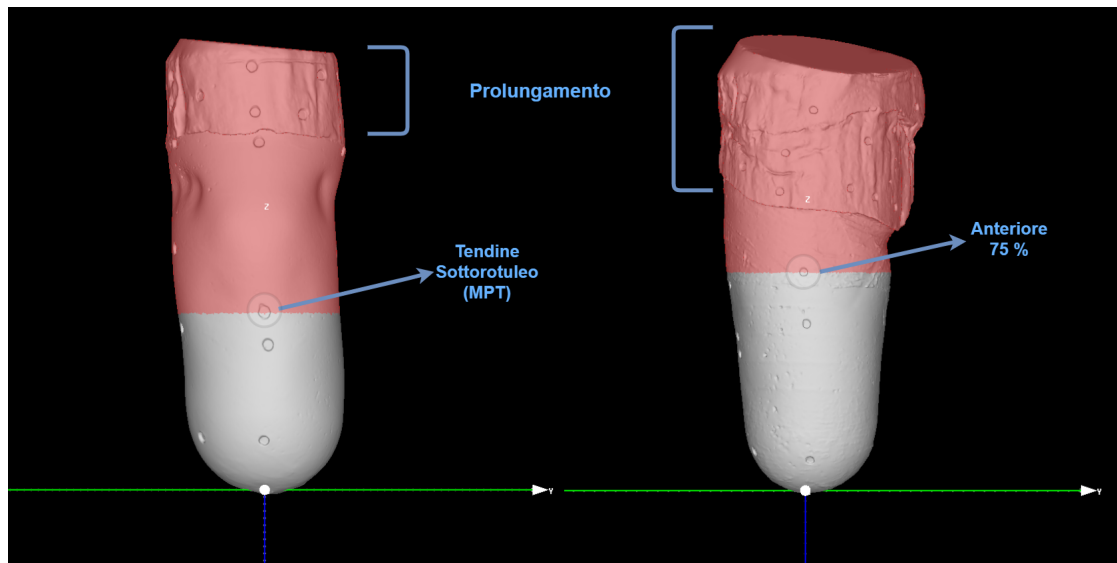 Prolungamento
Tendine
Sottorotuleo
(MPT)
Anteriore
75 %
Z
Z
Y
Y